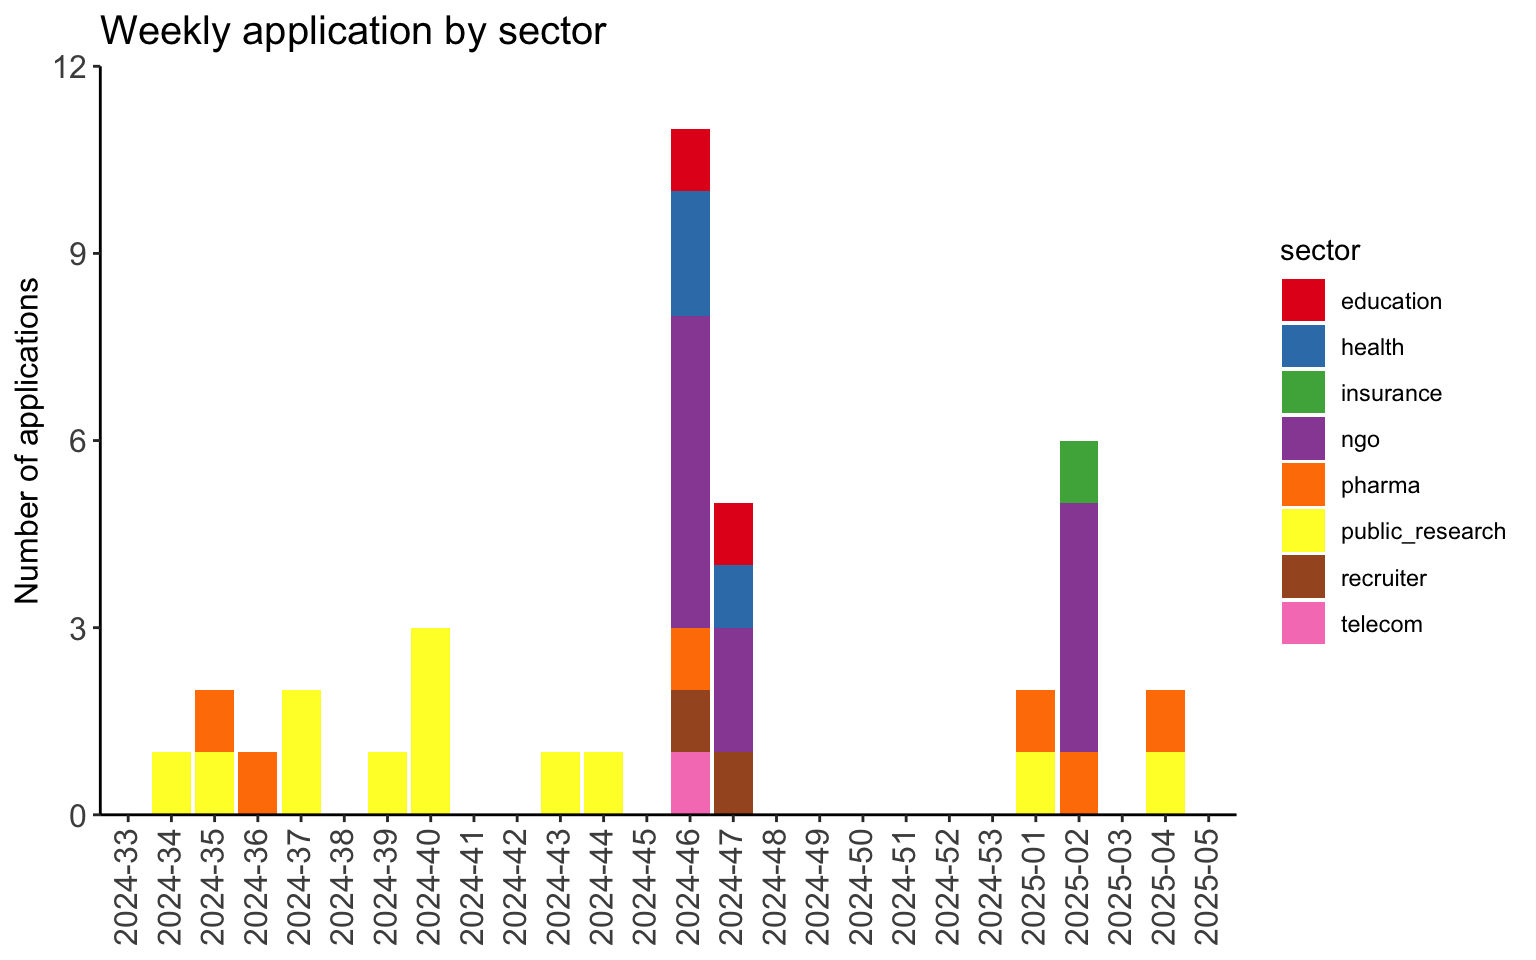 Weekly application by sector
Number of applications
12
9
6
3
0
2024-33
2024-34
2024-35
2024-36
2024-37
2024-38
2024-39
2024-40
2024-41
2024-42
2024-43
2024-44
2024-45
2024-46
2024-47
2024-48
2024-49
2024-50
2024-51
2024-52
2024-53
2025-01
2025-02
2025-03
2025-04
2025-05
sector
education
health
insurance
ngo
pharma
public_research
recruiter
telecom